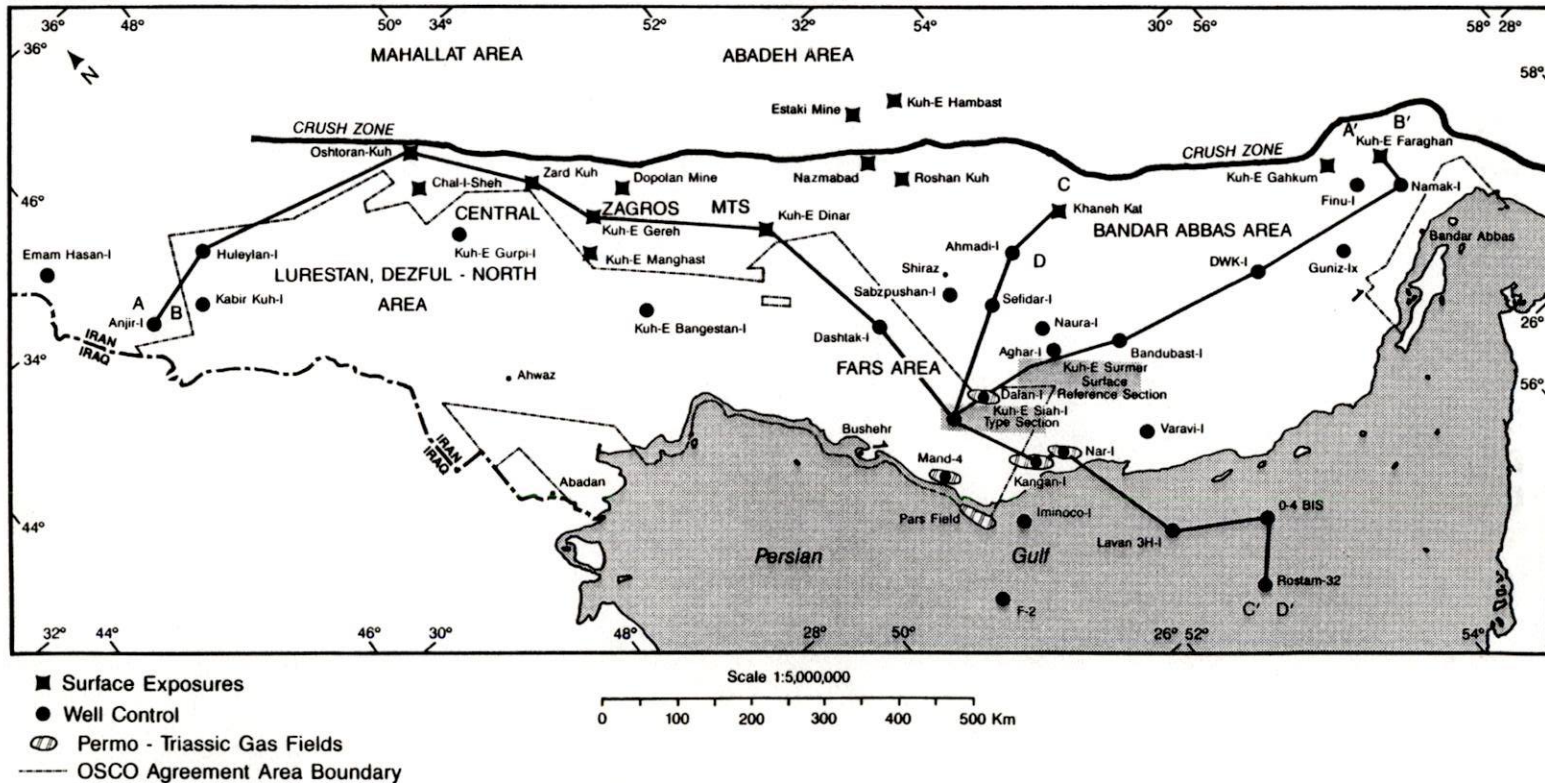 36° 48° 50° 34° 52° 32° 54° 30° 56° 58° 28°
36°
N
MAHALLAT AREA
ABADEH AREA
58°
Estaki Mine
Kuh-E Hambast
CRUSH ZONE
A′ B′
Oshtoran-Kuh
CRUSH ZONE
Kuh-E Faraghan
46°
Chal-I-Sheh
Zard Kuh
Dopolan Mine
Nazmabad
Roshan Kuh
C
Kuh-E Gahkum
Finu-I
Namak-I
CENTRAL ZAGROS MTS
Kuh-E Gereh
Kuh-E Dinar
Khaneh Kat
BANDAR ABBAS AREA
Emam Hasan-I
Huleylan-I
Kuh-E Gurpi-I
Kuh-E Manghast
Ahmadi-I
D
Bandar Abbas
LURESTAN, DEZFUL - NORTH
AREA
Shiraz
DWK-I
Guniz-Ix
A
B
Kabir Kuh-I
Sabzpushan-I
Sefidar-I
Anjir-I
Kuh-E Bangestan-I
Dashtak-I
Naura-I
26°
IRAN
IRAQ
Aghar-I
Bandubast-I
34°
FARS AREA
Kuh-E Surmer
Surface
Reference Section
Ahwaz
Dalan-I
56°
Kuh-E Siah-I
Type Section
IRAN
IRAQ
Bushehr
Varavi-I
Mand-4
Nar-I
Kangan-I
Abadan
Pars Field
Iminoco-I
0-4 BIS
44°
Lavan 3H-I
Persian Gulf
Rostam-32
F-2
C′ D′
32° 44° 46° 30° 48° 28° 50° 26° 52° 54°
Surface Exposures
Well Control
Permo - Triassic Gas Fields
OSCO Agreement Area Boundary
Scale 1:5,000,000
0 100 200 300 400 500 Km